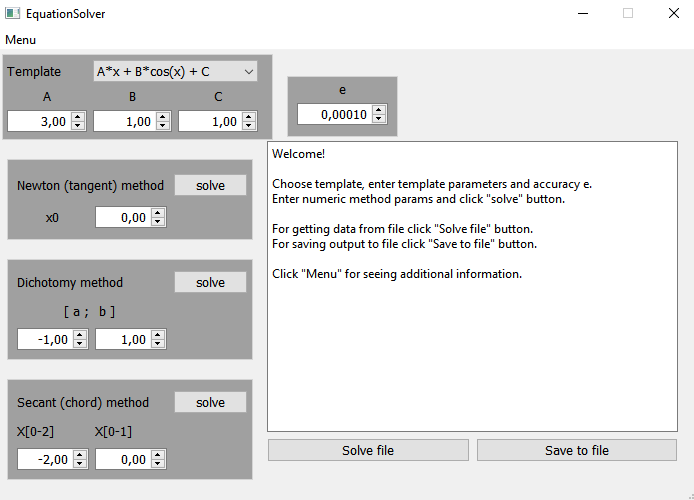 EquationSolver
Menu
Template A*x + B*cos(x) + C
A B C
3,00 1,00 1,00
e
0,00010
Newton (tangent) method solve
x0 0,00
Dichotomy method solve
[ a ; b ]
-1,00 1,00
Secant (chord) method solve
X[0-2] X[0-1]
-2,00 0,00
Welcome!
Choose template, enter template parameters and accuracy e.
Enter numeric method params and click "solve" button.
For getting data from file click "Solve file" button.
For saving output to file click "Save to file" button.
Click "Menu" for seeing additional information.
Solve file Save to file